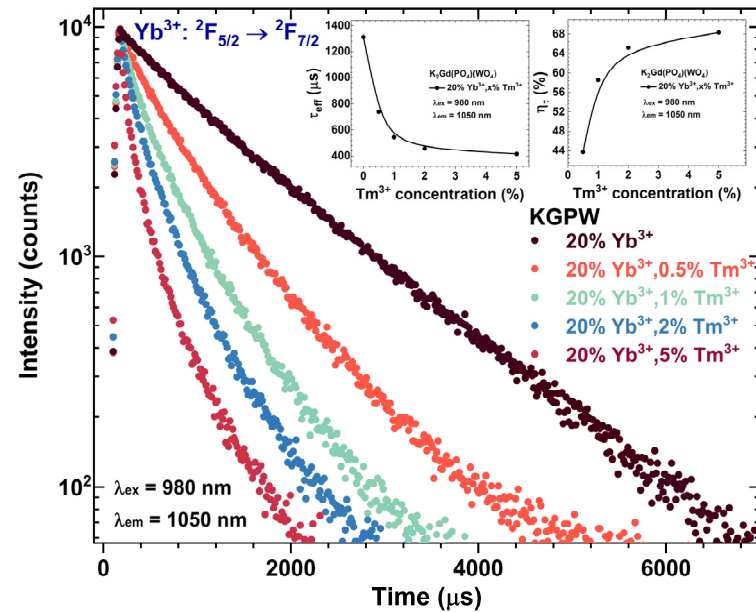 Yb³⁺: ²F₅/₂ → ²F₇/₂
10⁴
10³
10²
Intensity (counts)
0
2000
4000
6000
Time (μs)
λex = 980 nm
λem = 1050 nm
1400
1200
1000
800
600
400
τeff (μs)
K₃Gd(PO₄)(WO₄)
20% Yb³⁺,x% Tm³⁺
λex = 980 nm
λem = 1050 nm
0
1
2
3
4
5
Tm³⁺ concentration (%)
68
64
60
56
52
48
44
(%)
K₂Gd(PO₄)(WO₄)
20% Yb³⁺,x% Tm³⁺
λex = 980 nm
λem = 1050 nm
0
1
2
3
4
5
Tm³⁺ concentration (%)
KGPW
20% Yb³⁺
20% Yb³⁺,0.5% Tm³⁺
20% Yb³⁺,1% Tm³⁺
20% Yb³⁺,2% Tm³⁺
20% Yb³⁺,5% Tm³⁺